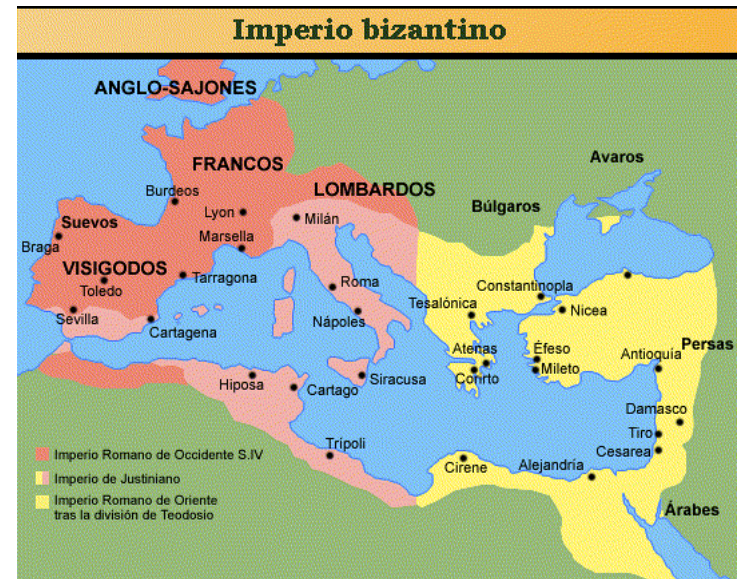 Imperio bizantino
ANGLO-SAJONES
FRANCOS
LOMBARDOS
Avaros
Búlgaros
Burdeos
Suevos
Lyon
Milán
Braga
Marsella
VISIGODOS
Toledo
Tarragona
Roma
Constantinopla
Tesalónica
Nicea
Sevilla
Cartagena
Nápoles
Persas
Atenas
Éfeso
Antioquía
Mileto
Conrto
Hiposa
Cartago
Siracusa
Damasco
Tiro
Trípoli
Cesarea
Cirene
Alejandría
Árabes
Imperio Romano de Occidente S.IV
Imperio de Justiniano
Imperio Romano de Oriente
tras la división de Teodosio